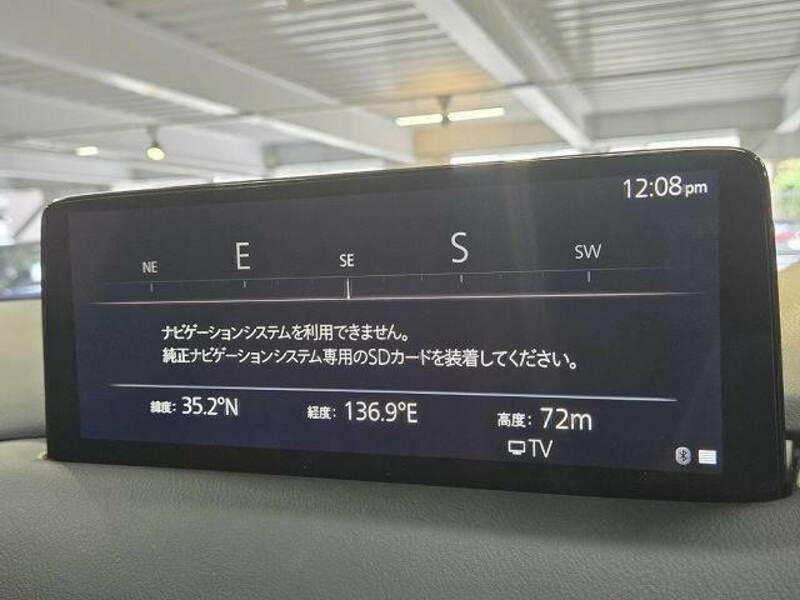 12:08 pm
NE E SE S SW
ナビゲーションシステムを利用できません。
純正ナビゲーションシステム専用のSDカードを装着してください。
緯度: 35.2°N 経度: 136.9°E 高度: 72m
TV